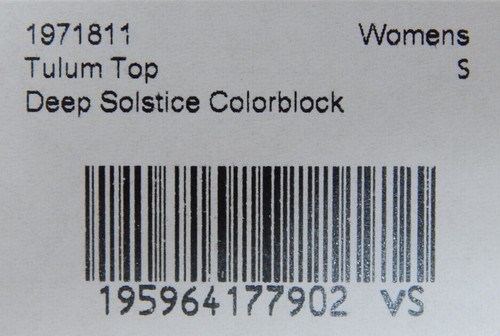 1971811 Womens
Tulum Top S
Deep Solstice Colorblock
195964177902 VS